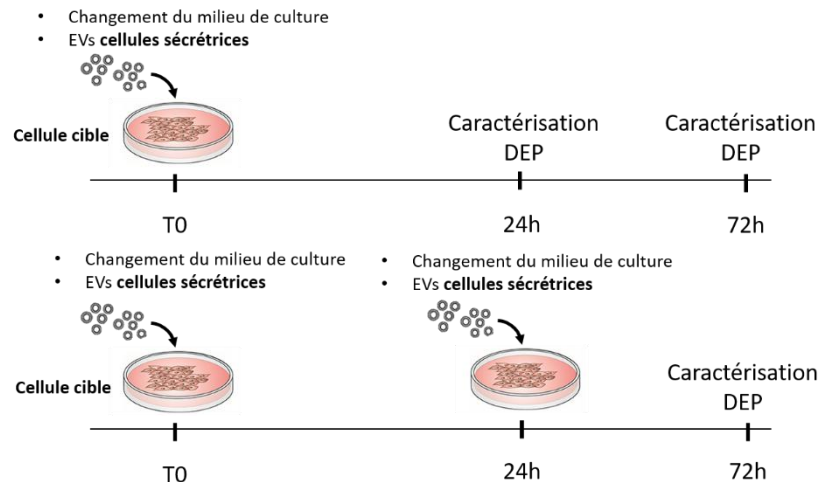 • Changement du milieu de culture
• EVs cellules sécrétrices
Cellule cible
Caractérisation
DEP
Caractérisation
DEP
T0
24h
72h
• Changement du milieu de culture
• EVs cellules sécrétrices
• Changement du milieu de culture
• EVs cellules sécrétrices
Cellule cible
Caractérisation
DEP
T0
24h
72h